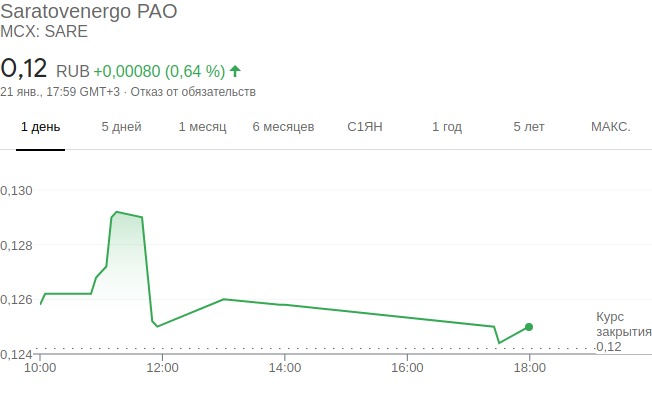 Saratovenergo PAO
MCX: SARE
0,12 RUB +0,00080 (0,64 %)
21 янв., 17:59 GMT+3 · Отказ от обязательств
1 день 5 дней 1 месяц 6 месяцев С1ЯН 1 год 5 лет МАКС.
0,130
0,128
0,126
Курс
закрытия
0,12
0,124
10:00 12:00 14:00 16:00 18:00